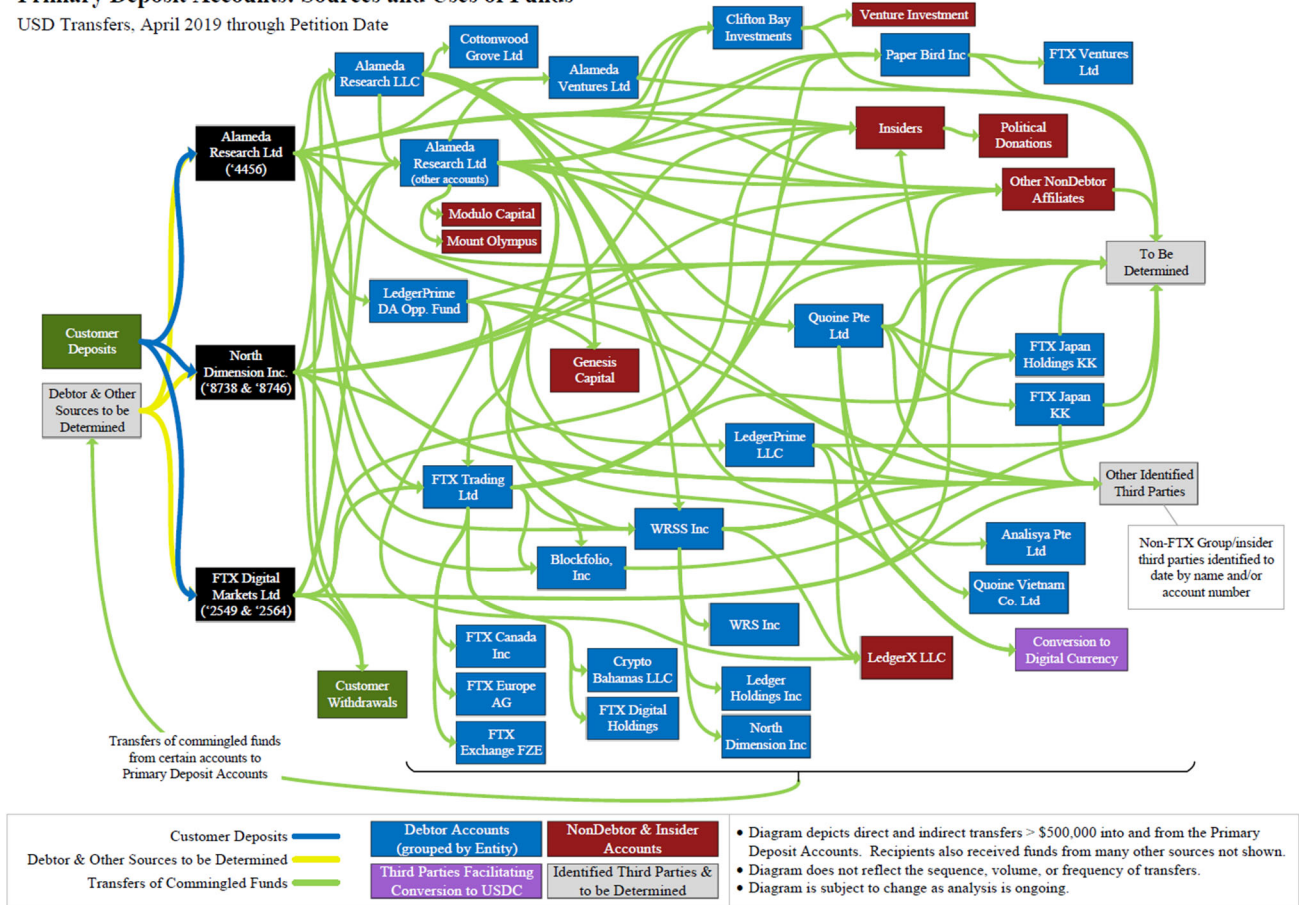 Primary Deposit Accounts: Sources and Uses of Funds
USD Transfers, April 2019 through Petition Date
Cottonwood
Grove Ltd
Alameda
Research LLC
Alameda
Ventures Ltd
Clifton Bay
Investments
Venture Investment
Paper Bird Inc
FTX Ventures
Ltd
Alameda
Research Ltd
(‘4456)
Alameda
Research Ltd
(other accounts)
Insiders
Political
Donations
Other NonDebtor
Affiliates
Modulo Capital
Mount Olympus
To Be
Determined
LedgerPrime
DA Opp. Fund
Customer
Deposits
North
Dimension Inc.
(‘8738 & ‘8746)
Debtor & Other
Sources to be
Determined
Genesis
Capital
Quoine Pte
Ltd
FTX Japan
Holdings KK
FTX Japan
KK
LedgerPrime
LLC
FTX Trading
Ltd
Other Identified
Third Parties
WRSS Inc
Blockfolio,
Inc
Analisya Pte
Ltd
Non-FTX Group/insider
third parties identified to
date by name and/or
account number
FTX Digital
Markets Ltd
(‘2549 & ‘2564)
Quoine Vietnam
Co. Ltd
WRS Inc
FTX Canada
Inc
Conversion to
Digital Currency
LedgerX LLC
Crypto
Bahamas LLC
Ledger
Holdings Inc
Customer
Withdrawals
FTX Europe
AG
FTX Digital
Holdings
North
Dimension Inc
FTX
Exchange FZE
Transfers of commingled funds
from certain accounts to
Primary Deposit Accounts
Customer Deposits
Debtor & Other Sources to be Determined
Transfers of Commingled Funds
Debtor Accounts
(grouped by Entity)
NonDebtor & Insider
Accounts
Third Parties Facilitating
Conversion to USDC
Identified Third Parties &
to be Determined
• Diagram depicts direct and indirect transfers > $500,000 into and from the Primary
Deposit Accounts. Recipients also received funds from many other sources not shown.
• Diagram does not reflect the sequence, volume, or frequency of transfers.
• Diagram is subject to change as analysis is ongoing.